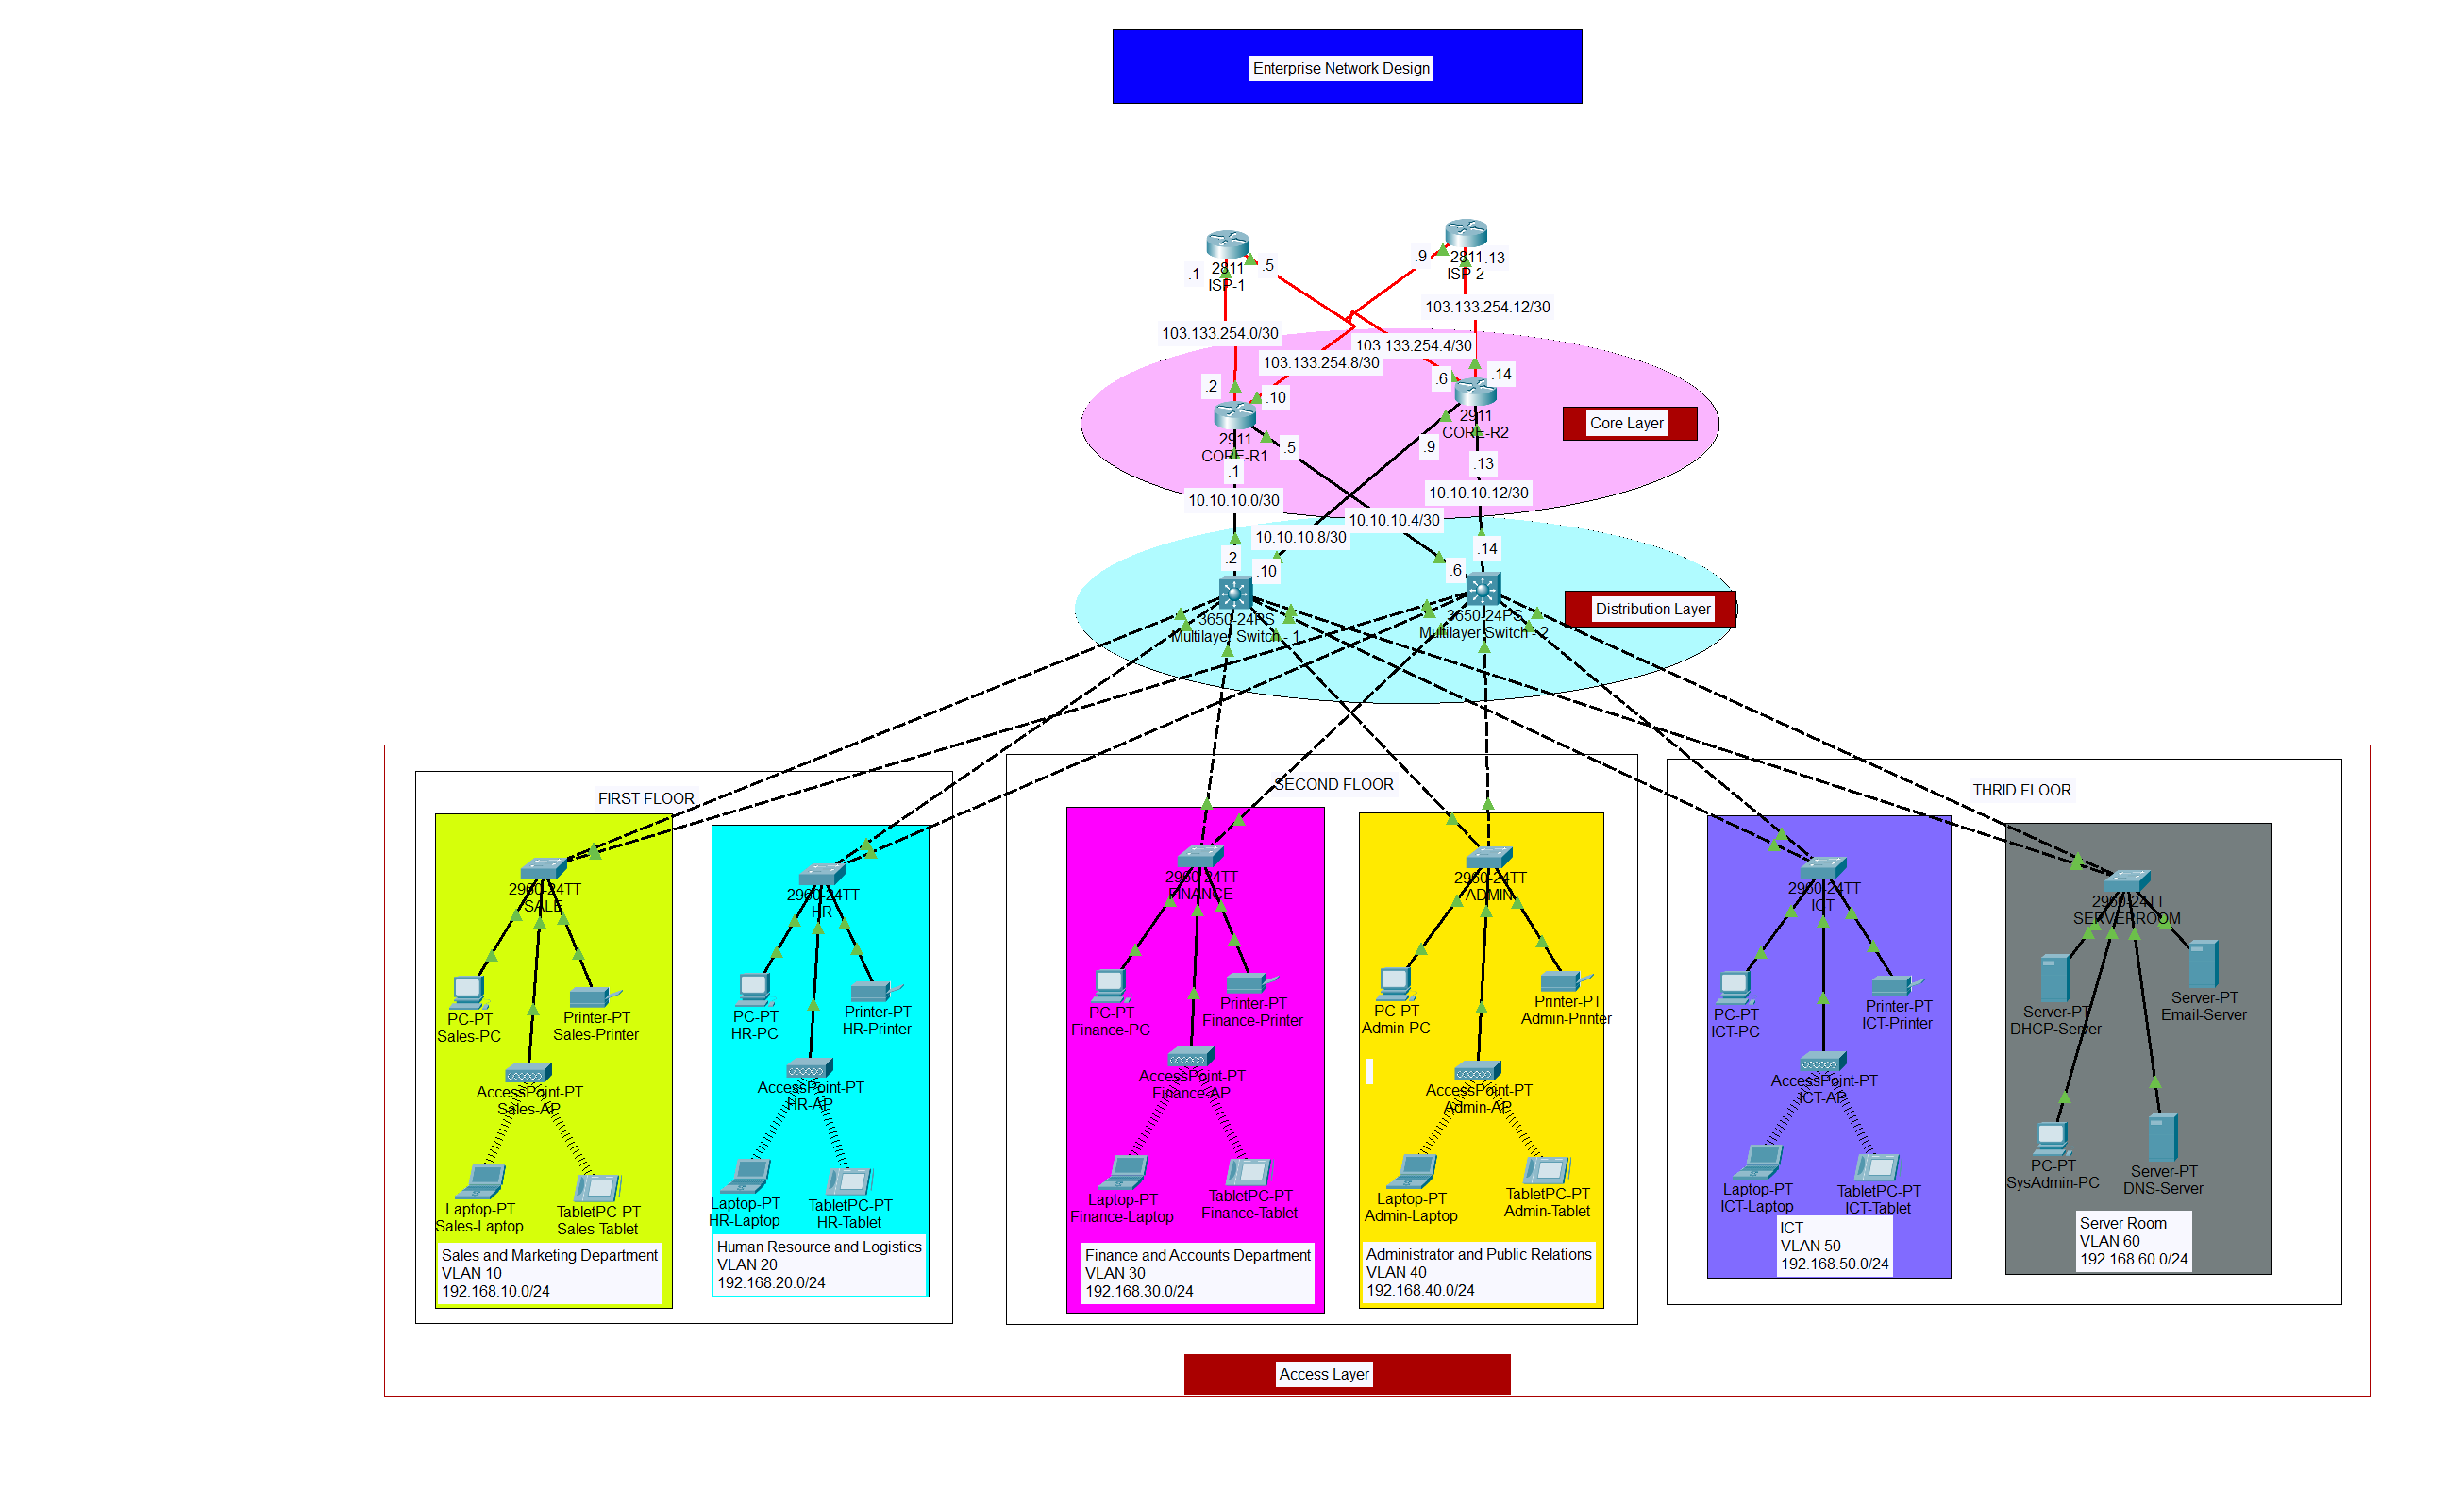 Enterprise Network Design
2811
ISP-1
.1
.5
2811
ISP-2
.9
.13
103.133.254.12/30
103.133.254.0/30
103.133.254.4/30
103.133.254.8/30
.2
.10
.6
.14
2911
CORE-R1
2911
CORE-R2
Core Layer
.1
.5
.9
.13
10.10.10.0/30
10.10.10.12/30
10.10.10.4/30
10.10.10.8/30
.2
.10
.6
.14
3650-24PS
Multilayer Switch - 1
3650-24PS
Multilayer Switch - 2
Distribution Layer
FIRST FLOOR
2960-24TT
SALE
PC-PT
Sales-PC
Printer-PT
Sales-Printer
AccessPoint-PT
Sales-AP
Laptop-PT
Sales-Laptop
TabletPC-PT
Sales-Tablet
Sales and Marketing Department
VLAN 10
192.168.10.0/24
2960-24TT
HR
PC-PT
HR-PC
Printer-PT
HR-Printer
AccessPoint-PT
HR-AP
Laptop-PT
HR-Laptop
TabletPC-PT
HR-Tablet
Human Resource and Logistics
VLAN 20
192.168.20.0/24
SECOND FLOOR
2960-24TT
FINANCE
PC-PT
Finance-PC
Printer-PT
Finance-Printer
AccessPoint-PT
Finance-AP
Laptop-PT
Finance-Laptop
TabletPC-PT
Finance-Tablet
Finance and Accounts Department
VLAN 30
192.168.30.0/24
2960-24TT
ADMIN
PC-PT
Admin-PC
Printer-PT
Admin-Printer
AccessPoint-PT
Admin-AP
Laptop-PT
Admin-Laptop
TabletPC-PT
Admin-Tablet
Administrator and Public Relations
VLAN 40
192.168.40.0/24
THRID FLOOR
2960-24TT
ICT
PC-PT
ICT-PC
Printer-PT
ICT-Printer
AccessPoint-PT
ICT-AP
Laptop-PT
ICT-Laptop
TabletPC-PT
ICT-Tablet
ICT
VLAN 50
192.168.50.0/24
2960-24TT
SERVERROOM
Server-PT
DHCP-Server
Server-PT
Email-Server
PC-PT
SysAdmin-PC
Server-PT
DNS-Server
Server Room
VLAN 60
192.168.60.0/24
Access Layer